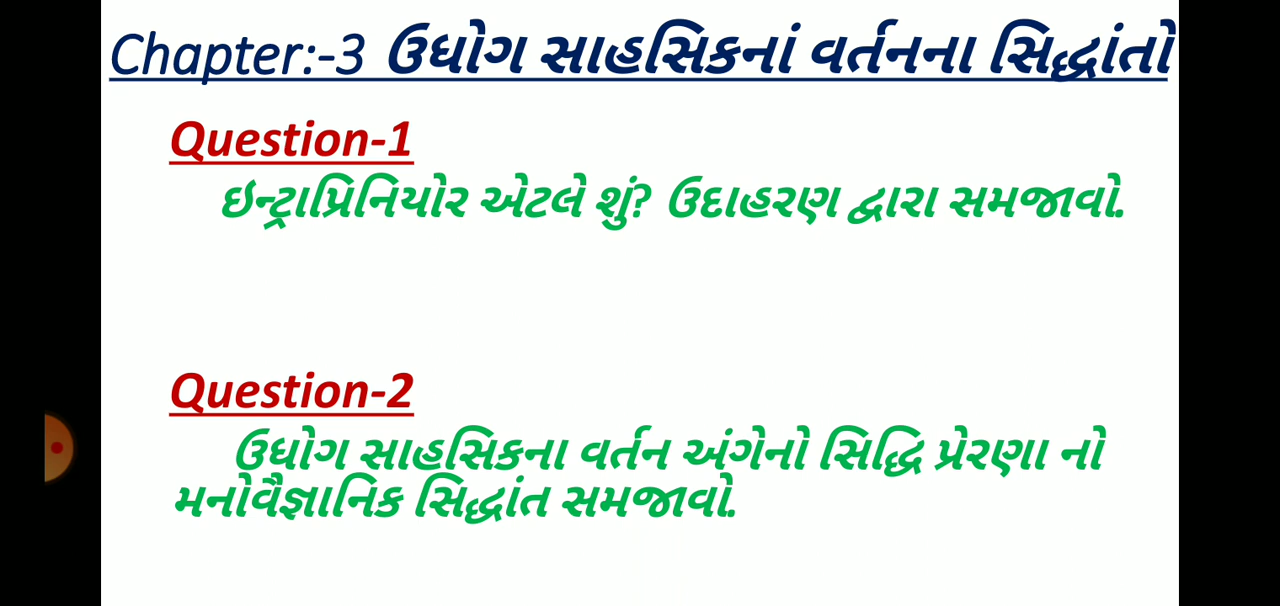 Chapter:-3 ઉધોગ સાહસિકનાં વર્તનના સિદ્ધાંતો
Question-1
ઇન્ટ્રાપ્રિનિયોર એટલે શું? ઉદાહરણ દ્વારા સમજાવો.
Question-2
ઉધોગ સાહસિકના વર્તન અંગેનો સિદ્ધિ પ્રેરણા નો
મનોવૈજ્ઞાનિક સિદ્ધાંત સમજાવો.